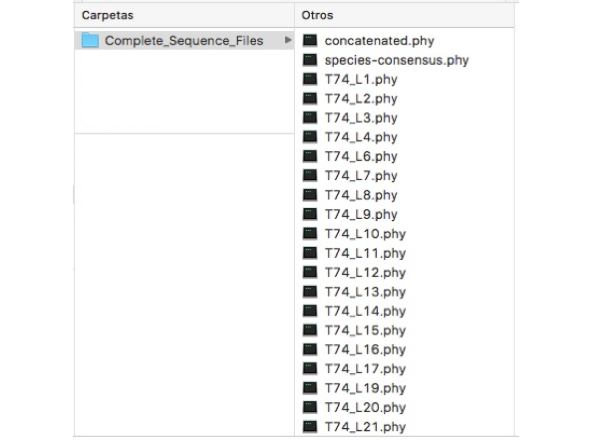 Carpetas
Complete_Sequence_Files
Otros
concatenated.phy
species-consensus.phy
T74_L1.phy
T74_L2.phy
T74_L3.phy
T74_L4.phy
T74_L6.phy
T74_L7.phy
T74_L8.phy
T74_L9.phy
T74_L10.phy
T74_L11.phy
T74_L12.phy
T74_L13.phy
T74_L14.phy
T74_L15.phy
T74_L16.phy
T74_L17.phy
T74_L19.phy
T74_L20.phy
T74_L21.phy